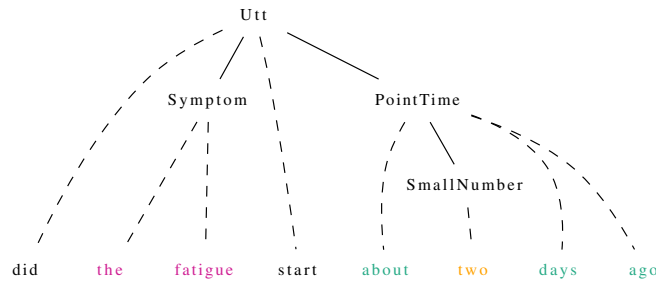 Utt
Symptom PointTime
SmallNumber
did the fatigue start about two days ago